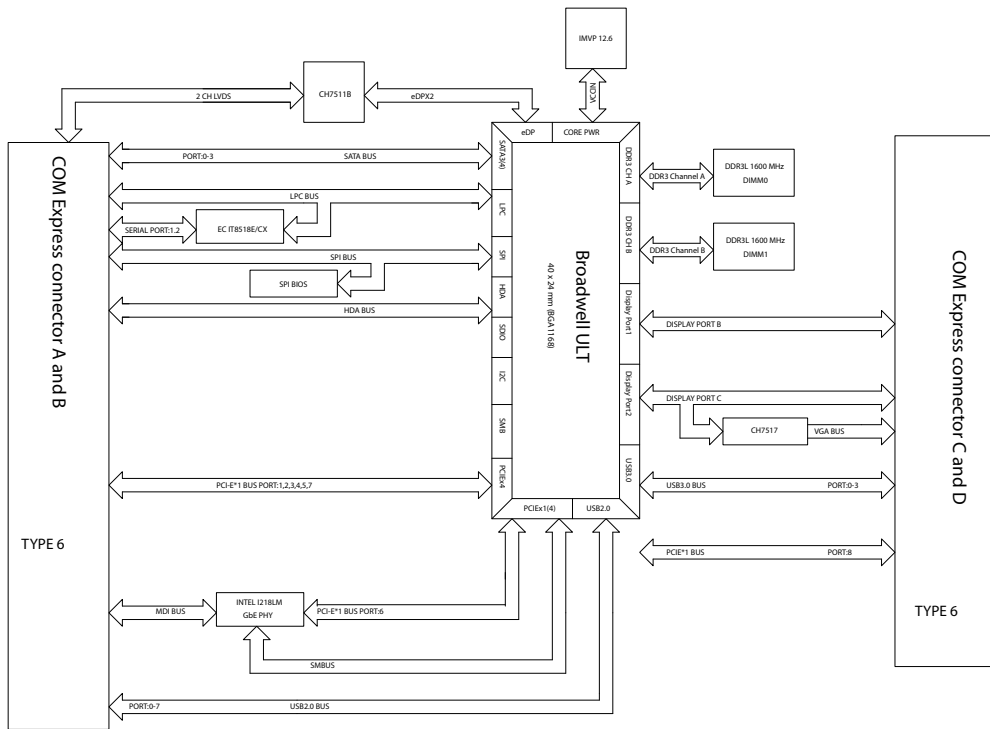 IMVP 12.6
VCCIN
CH7511B
2 CH LVDS
eDPX2
eDP
CORE PWR
COM Express connector A and B
TYPE 6
PORT:0-3
SATA BUS
SATA3(4)
LPC BUS
LPC
SERIAL PORT:1.2
EC IT8518E/CX
SPI BUS
SPI
SPI BIOS
HDA BUS
HDA
SDIO
I2C
SMB
PCI-E*1 BUS PORT:1,2,3,4,5,7
PCIEx4
Broadwell ULT
40 x 24 mm (BGA1168)
DDR3 CH A
DDR3 Channel A
DDR3L 1600 MHz
DIMM0
DDR3 CH B
DDR3 Channel B
DDR3L 1600 MHz
DIMM1
Display Port1
DISPLAY PORT B
Display Port2
DISPLAY PORT C
CH7517
VGA BUS
USB3.0
USB3.0 BUS
PORT:0-3
PCIE*1 BUS
PORT:8
COM Express connector C and D
TYPE 6
PCIEx1(4)
USB2.0
MDI BUS
INTEL I218LM
GbE PHY
PCI-E*1 BUS PORT:6
SMBUS
PORT:0-7
USB2.0 BUS